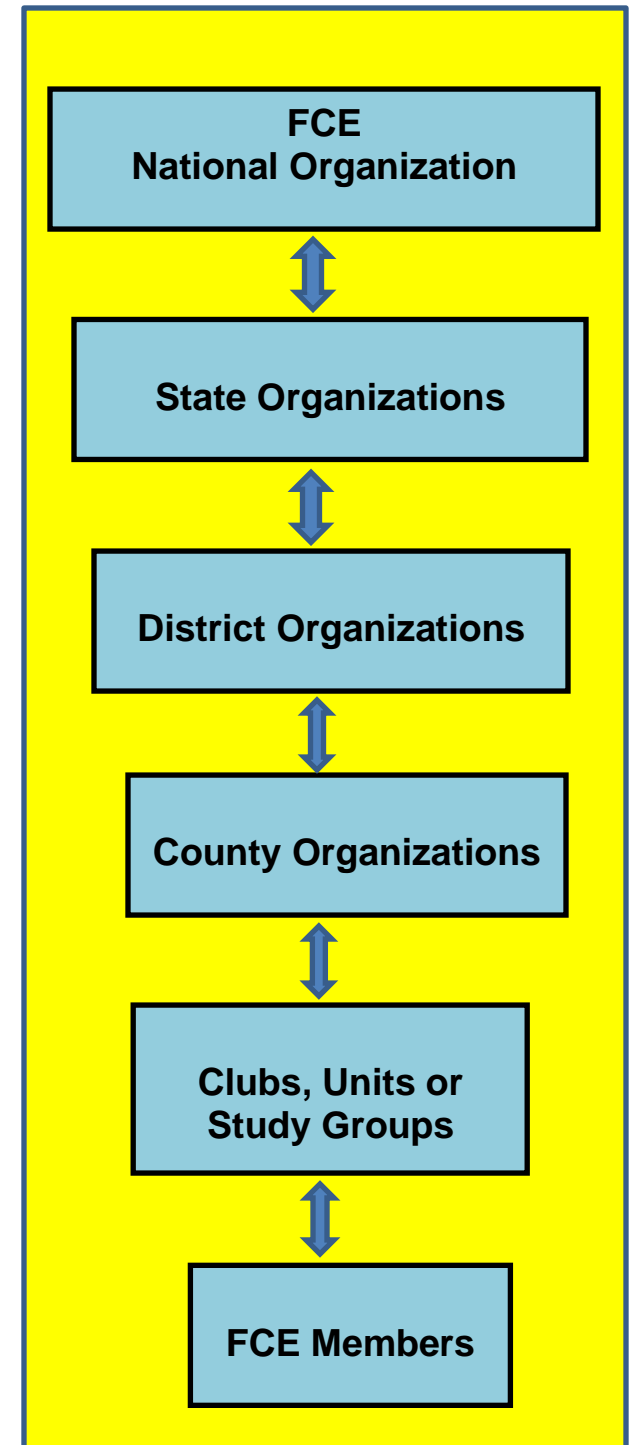 FCE
National Organization
State Organizations
District Organizations
County Organizations
Clubs, Units or
Study Groups
FCE Members